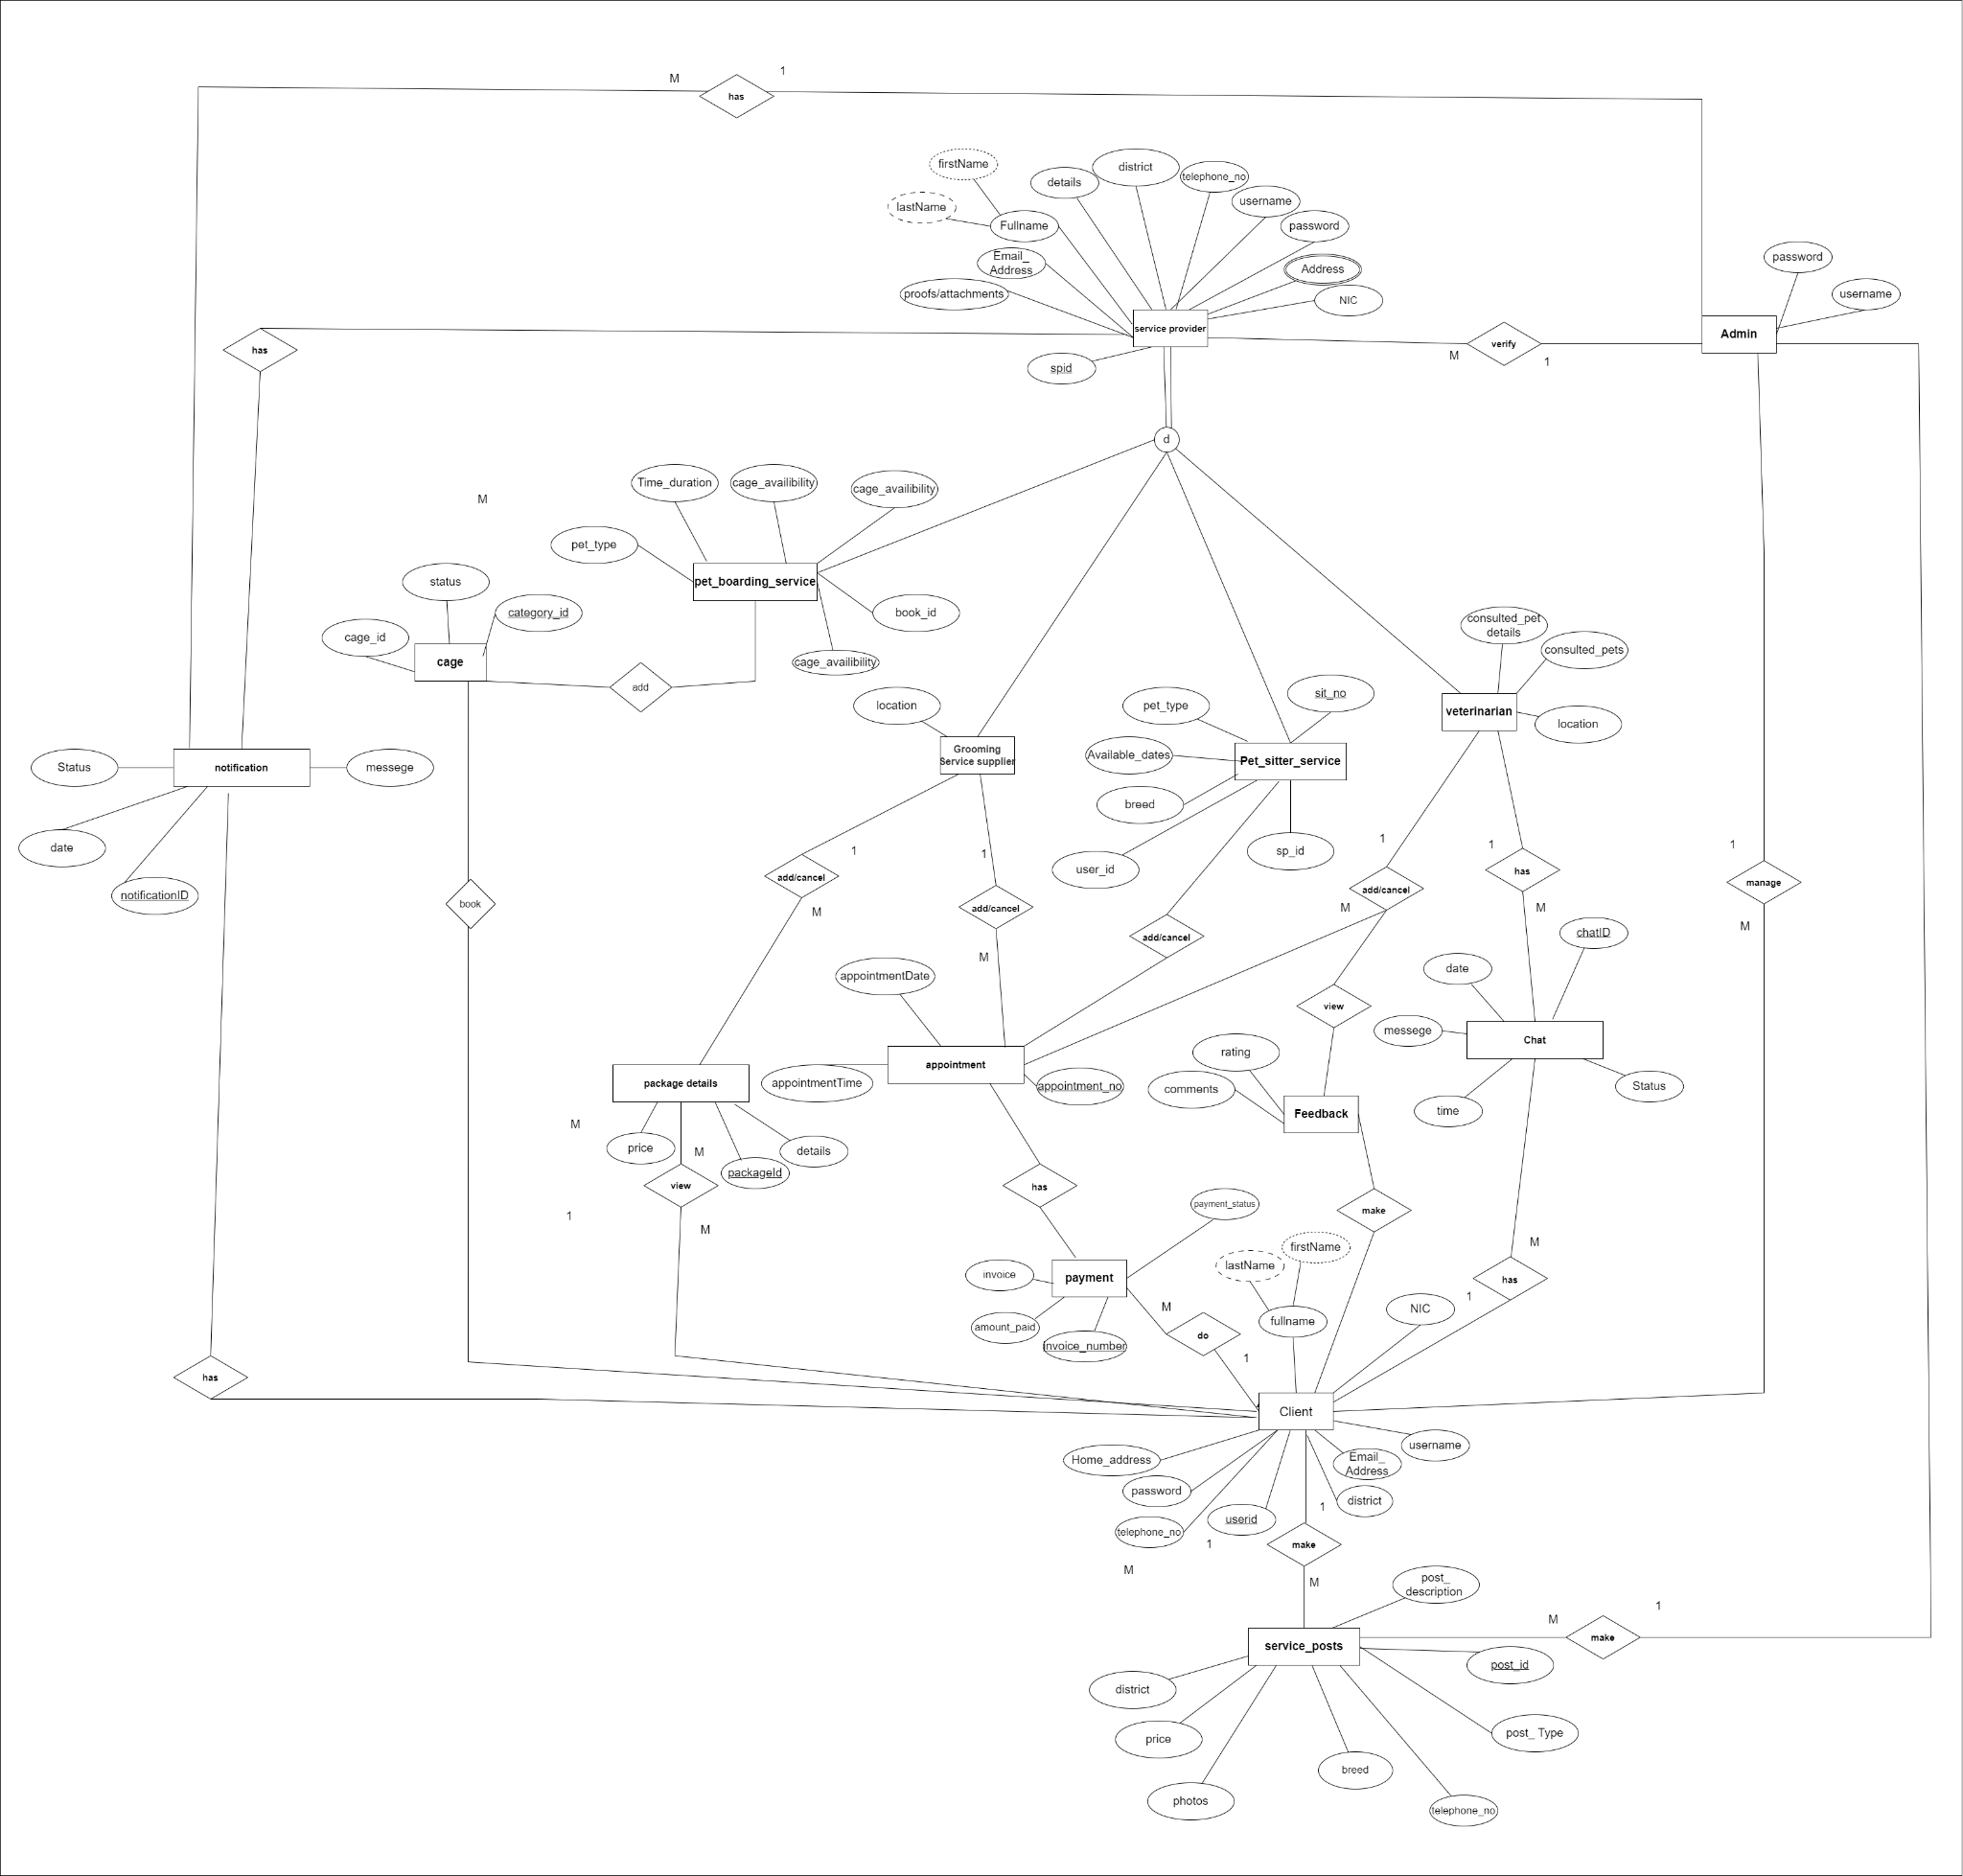 M
1
has
firstName
details
district
telephone_no
lastName
Fullname
username
password
Email_
Address
Address
proofs/attachments
NIC
password
username
service provider
Admin
has
verify
M
1
spid
d
Time_duration
cage_availibility
cage_availibility
M
pet_type
status
pet_boarding_service
category_id
book_id
cage_id
cage
cage_availibility
add
consulted_pet
details
consulted_pets
location
sit_no
pet_type
veterinarian
location
Grooming
Service supplier
Available_dates
Pet_sitter_service
Status
notification
messege
breed
date
user_id
sp_id
1
1
1
1
1
notificationID
add/cancel
add/cancel
has
manage
book
M
add/cancel
M
M
M
add/cancel
chatID
M
appointmentDate
date
view
messege
Chat
rating
appointment
package details
appointmentTime
appointment_no
comments
Status
Feedback
time
M
price
M
packageId
details
view
has
payment_status
make
1
M
firstName
lastName
M
invoice
payment
has
fullname
NIC
1
M
amount_paid
invoice_number
do
1
has
Client
Home_address
username
Email_
Address
password
district
telephone_no
userid
1
1
make
M
M
post_
description
1
M
service_posts
make
post_id
district
price
post_ Type
breed
photos
telephone_no